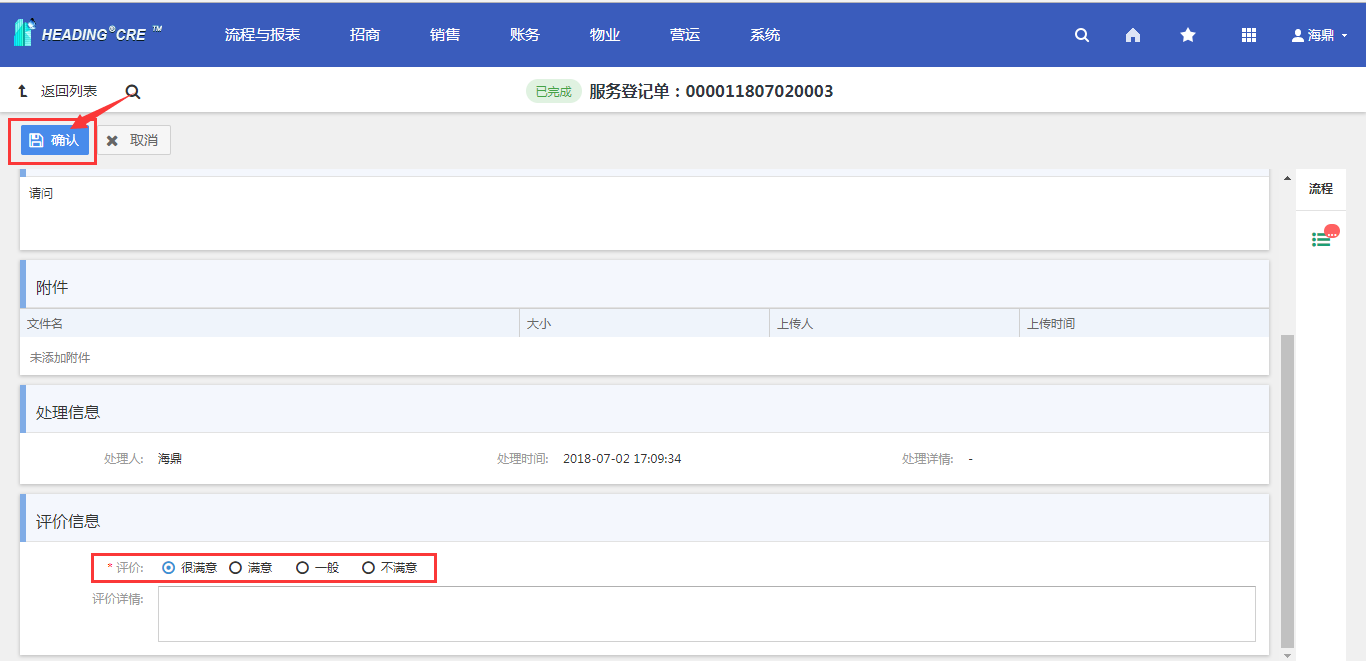 HEADING®CRE ™ 流程与报表 招商 销售 账务 物业 营运 系统 海鼎
返回列表 已完成 服务登记单：000011807020003
确认 取消
请问
流程
附件
文件名 大小 上传人 上传时间
未添加附件
处理信息
处理人: 海鼎 处理时间: 2018-07-02 17:09:34 处理详情: -
评价信息
* 评价: 很满意 满意 一般 不满意
评价详情: